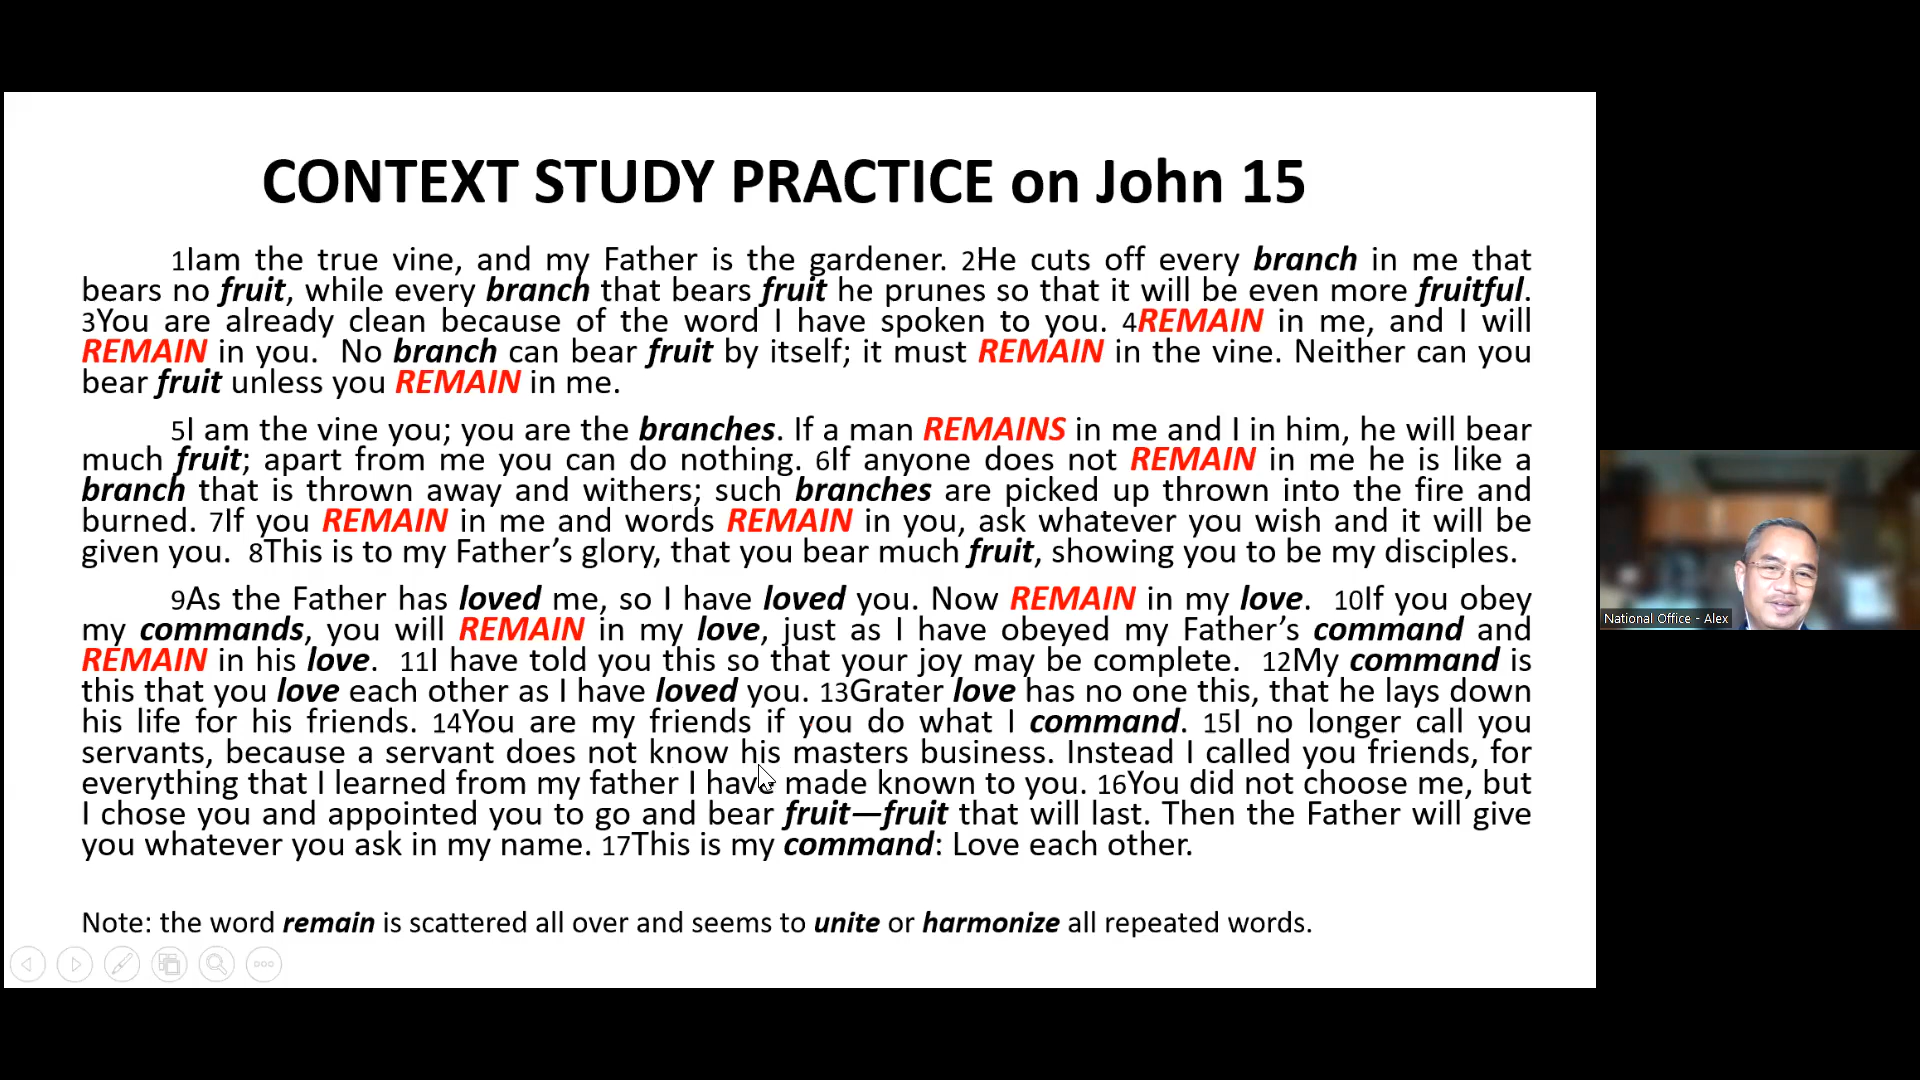 CONTEXT STUDY PRACTICE on John 15
1Iam the true vine, and my Father is the gardener. 2He cuts off every branch in me that
bears no fruit, while every branch that bears fruit he prunes so that it will be even more fruitful.
3You are already clean because of the word I have spoken to you. 4REMAIN in me, and I will
REMAIN in you. No branch can bear fruit by itself; it must REMAIN in the vine. Neither can you
bear fruit unless you REMAIN in me.
5I am the vine you; you are the branches. If a man REMAINS in me and I in him, he will bear
much fruit; apart from me you can do nothing. 6If anyone does not REMAIN in me he is like a
branch that is thrown away and withers; such branches are picked up thrown into the fire and
burned. 7If you REMAIN in me and words REMAIN in you, ask whatever you wish and it will be
given you. 8This is to my Father’s glory, that you bear much fruit, showing you to be my disciples.
9As the Father has loved me, so I have loved you. Now REMAIN in my love. 10If you obey
my commands, you will REMAIN in my love, just as I have obeyed my Father’s command and
REMAIN in his love. 11I have told you this so that your joy may be complete. 12My command is
this that you love each other as I have loved you. 13Grater love has no one this, that he lays down
his life for his friends. 14You are my friends if you do what I command. 15I no longer call you
servants, because a servant does not know his masters business. Instead I called you friends, for
everything that I learned from my father I have made known to you. 16You did not choose me, but
I chose you and appointed you to go and bear fruit—fruit that will last. Then the Father will give
you whatever you ask in my name. 17This is my command: Love each other.
Note: the word remain is scattered all over and seems to unite or harmonize all repeated words.
National Office - Alex